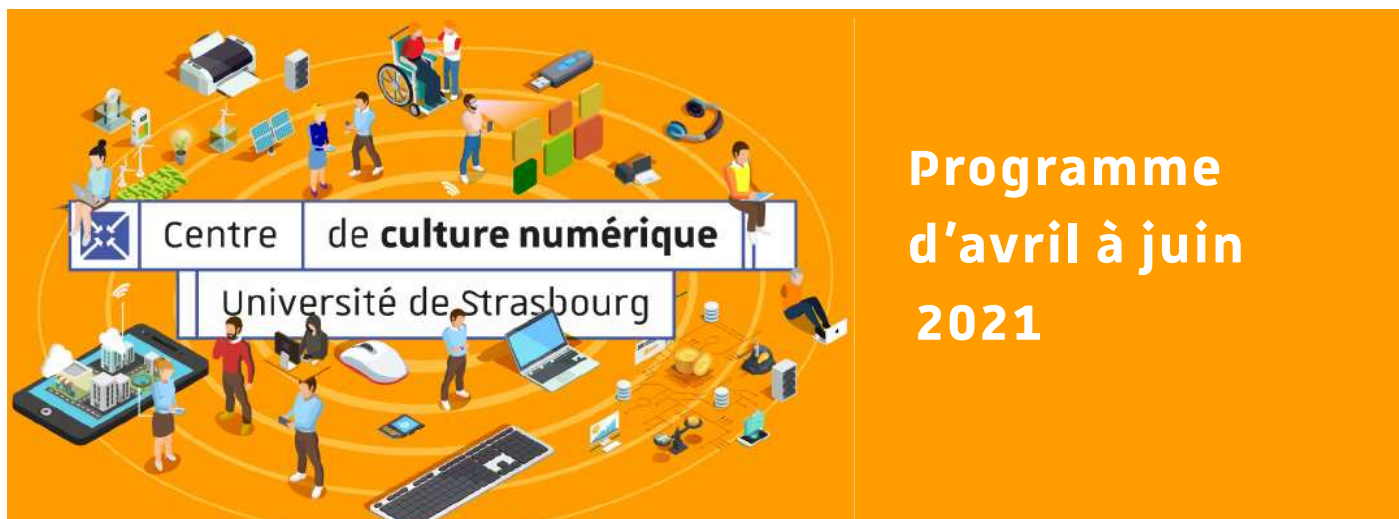 Centre de culture numérique
Université de Strasbourg
Programme
d'avril à juin
2021